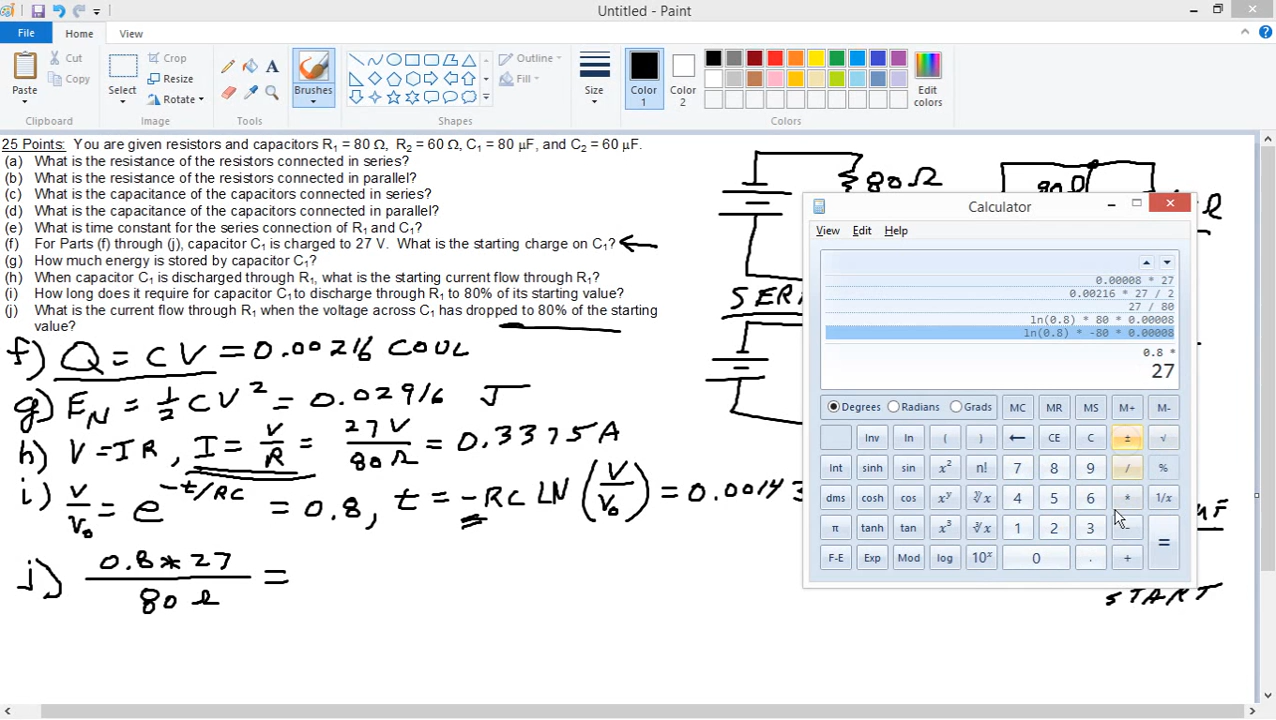 Untitled - Paint
File Home View
Paste Cut Copy Select Crop Resize Rotate Brushes Outline Fill Size Color 1 Color 2 Edit colors
Clipboard Image Tools Shapes Colors
25 Points: You are given resistors and capacitors R1 = 80 Ω, R2 = 60 Ω, C1 = 80 μF, and C2 = 60 μF.
(a) What is the resistance of the resistors connected in series?
(b) What is the resistance of the resistors connected in parallel?
(c) What is the capacitance of the capacitors connected in series?
(d) What is the capacitance of the capacitors connected in parallel?
(e) What is time constant for the series connection of R1 and C1?
(f) For Parts (f) through (j), capacitor C1 is charged to 27 V. What is the starting charge on C1?
(g) How much energy is stored by capacitor C1?
(h) When capacitor C1 is discharged through R1, what is the starting current flow through R1?
(i) How long does it require for capacitor C1 to discharge through R1 to 80% of its starting value?
(j) What is the current flow through R1 when the voltage across C1 has dropped to 80% of the starting
value?
f) Q = CV = 0.00216 COUL
g) EN = 1/2 CV² = 0.02916 J
h) V = IR, I = V/R = 27V/80Ω = 0.3375 A
i) V/V0 = e^-t/RC = 0.8, t = -RC LN (V/V0) = 0.00143
j) 0.8*27/80 Ω =
80Ω
80Ω
SERI
μF
START
Calculator
View Edit Help
0.00008 * 27
0.00216 * 27 / 2
27 / 80
ln(0.8) * 80 * 0.00008
ln(0.8) * -80 * 0.00008
0.8 *
27
Degrees Radians Grads MC MR MS M+ M-
Inv ln ( ) ← CE C ± √
Int sinh sin x² n! 7 8 9 / %
dms cosh cos xʸ ʸ√x 4 5 6 * 1/x
π tanh tan x³ ³√x 1 2 3 - =
F-E Exp Mod log 10ˣ 0 . +